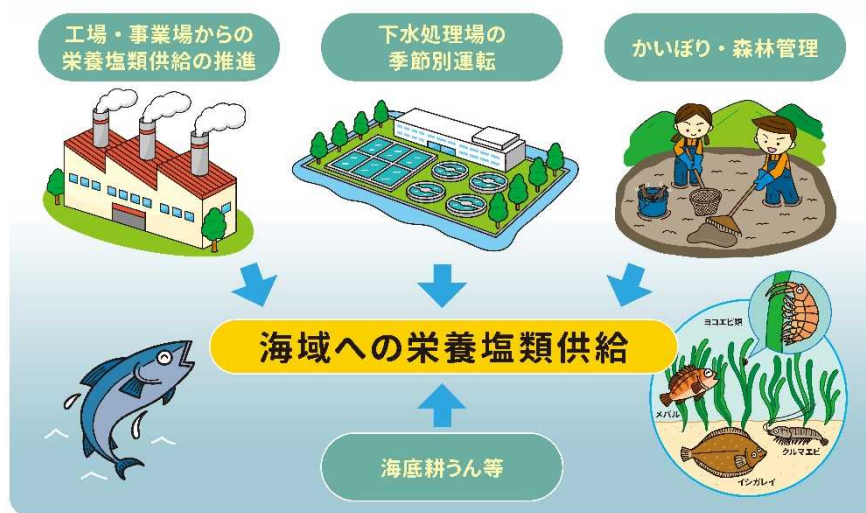 工場・事業場からの
栄養塩類供給の推進
下水処理場の
季節別運転
かいぼり・森林管理
海域への栄養塩類供給
ヨコエビ類
メバル
クルマエビ
イシガレイ
海底耕うん等